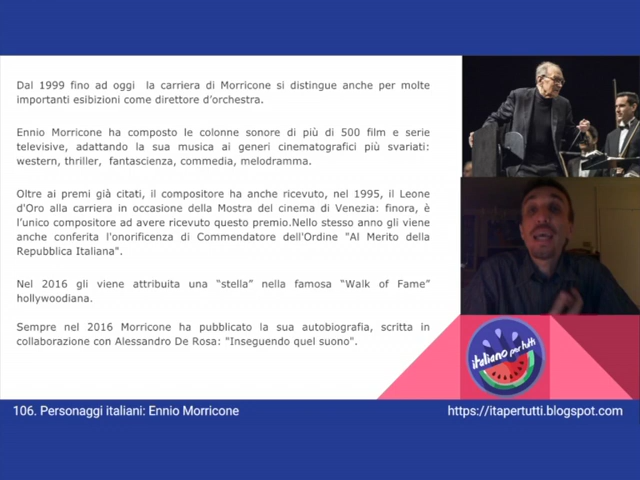 Dal 1999 fino ad oggi  la carriera di Morricone si distingue anche per molte
importanti esibizioni come direttore d'orchestra.
Ennio Morricone ha composto le colonne sonore di più di 500 film e serie
televisive, adattando la sua musica ai generi cinematografici più svariati:
western, thriller,  fantascienza, commedia, melodramma.
Oltre ai premi già citati, il compositore ha anche ricevuto, nel 1995, il Leone
d'Oro alla carriera in occasione della Mostra del cinema di Venezia: finora, è
l'unico compositore ad avere ricevuto questo premio.Nello stesso anno gli viene
anche conferita l'onorificenza di Commendatore dell'Ordine "Al Merito della
Repubblica Italiana".
Nel 2016 gli viene attribuita una “stella” nella famosa “Walk of Fame”
hollywoodiana.
Sempre nel 2016 Morricone ha pubblicato la sua autobiografia, scritta in
collaborazione con Alessandro De Rosa: "Inseguendo quel suono".
italiano per tutti
106. Personaggi italiani: Ennio Morricone
https://itapertutti.blogspot.com